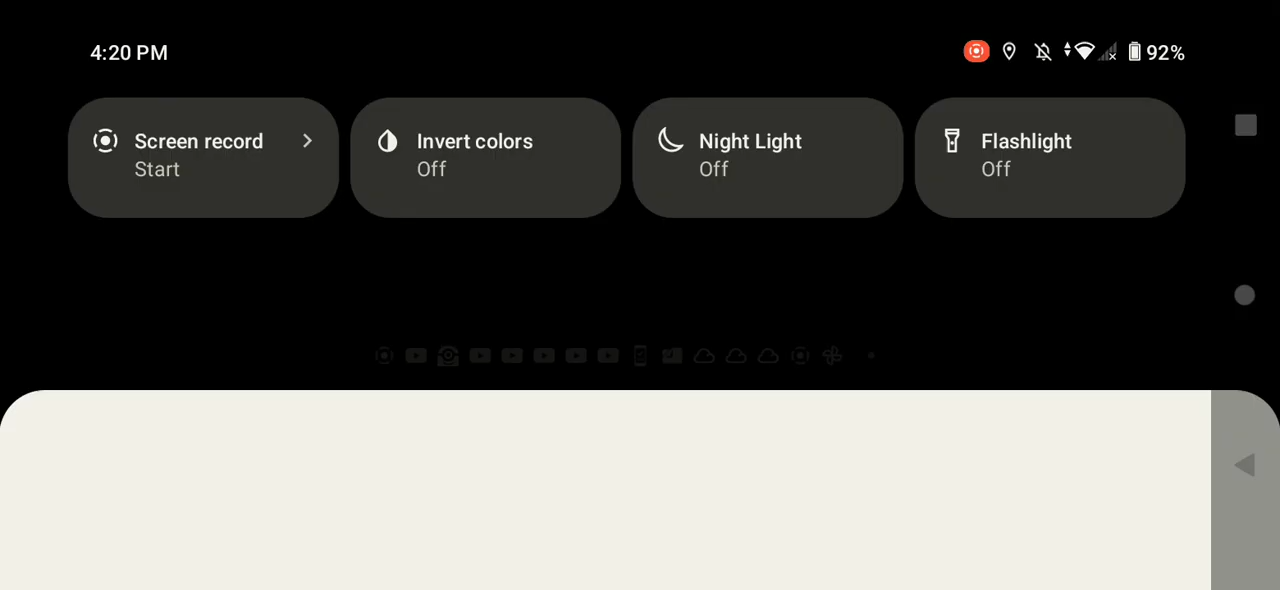 4:20 PM
92%
Screen record
Start
Invert colors
Off
Night Light
Off
Flashlight
Off